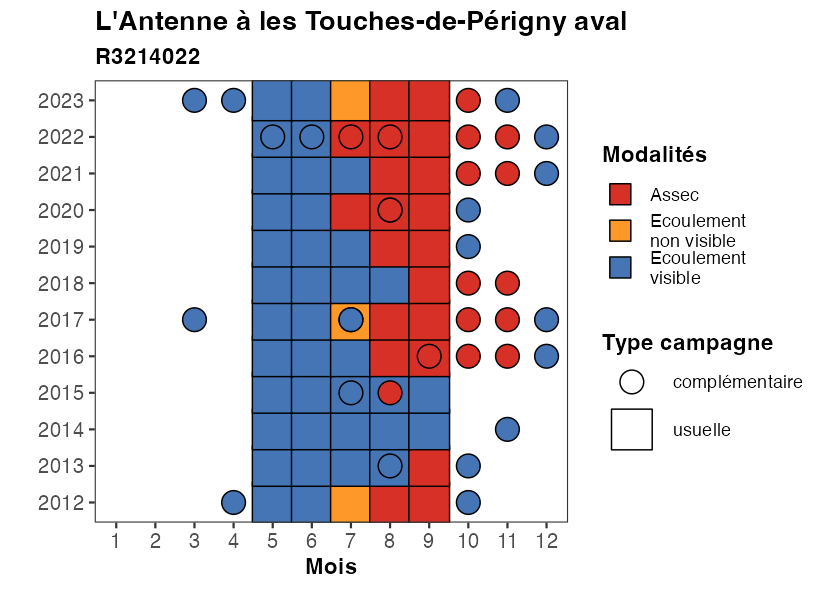 L'Antenne à les Touches-de-Périgny aval
R3214022
2023
2022
2021
2020
2019
2018
2017
2016
2015
2014
2013
2012
1 2 3 4 5 6 7 8 9 10 11 12
Mois
Modalités
Assec
Ecoulement
non visible
Ecoulement
visible
Type campagne
complémentaire
usuelle